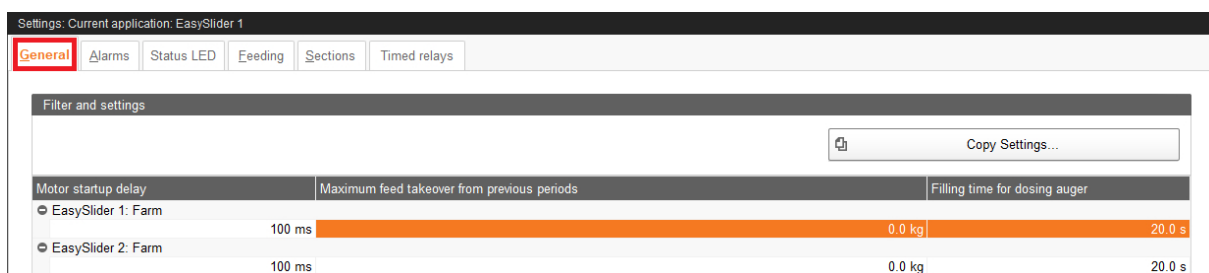 Settings: Current application: EasySlider 1
General Alarms Status LED Feeding Sections Timed relays
Filter and settings
Copy Settings...
Motor startup delay Maximum feed takeover from previous periods Filling time for dosing auger
EasySlider 1: Farm
100 ms 0.0 kg 20.0 s
EasySlider 2: Farm
100 ms 0.0 kg 20.0 s